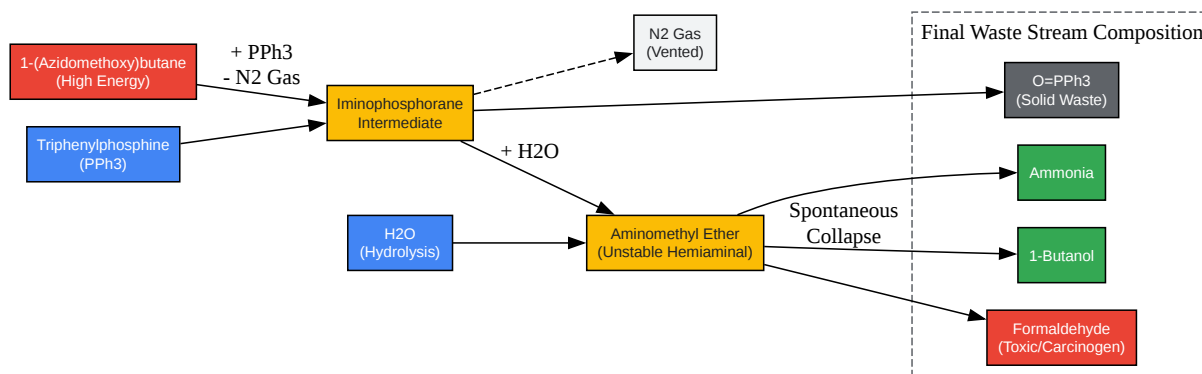 1-(Azidomethoxy)butane
(High Energy)
+ PPh3
- N2 Gas
Triphenylphosphine
(PPh3)
Iminophosphorane
Intermediate
N2 Gas
(Vented)
+ H2O
H2O
(Hydrolysis)
Aminomethyl Ether
(Unstable Hemiaminal)
Spontaneous
Collapse
Final Waste Stream Composition
O=PPh3
(Solid Waste)
Ammonia
1-Butanol
Formaldehyde
(Toxic/Carcinogen)